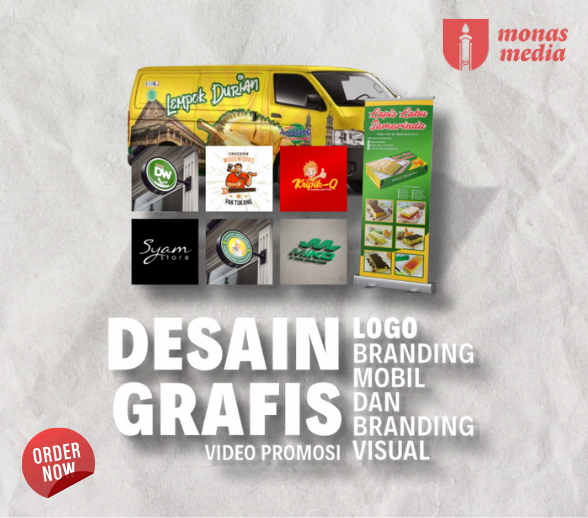 monas
media
Lempok Durian
Lapis Labu
Samarinda
DW
WOODWORKS
PAK TUKANG
Kripik-Q
Syam
store
DESAIN
GRAFIS
VIDEO PROMOSI
LOGO
BRANDING
MOBIL
DAN
BRANDING
VISUAL
ORDER
NOW